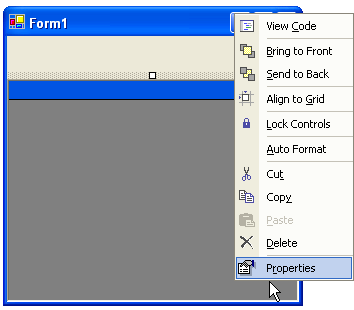 Form1
View Code
Bring to Front
Send to Back
Align to Grid
Lock Controls
Auto Format
Cut
Copy
Paste
Delete
Properties